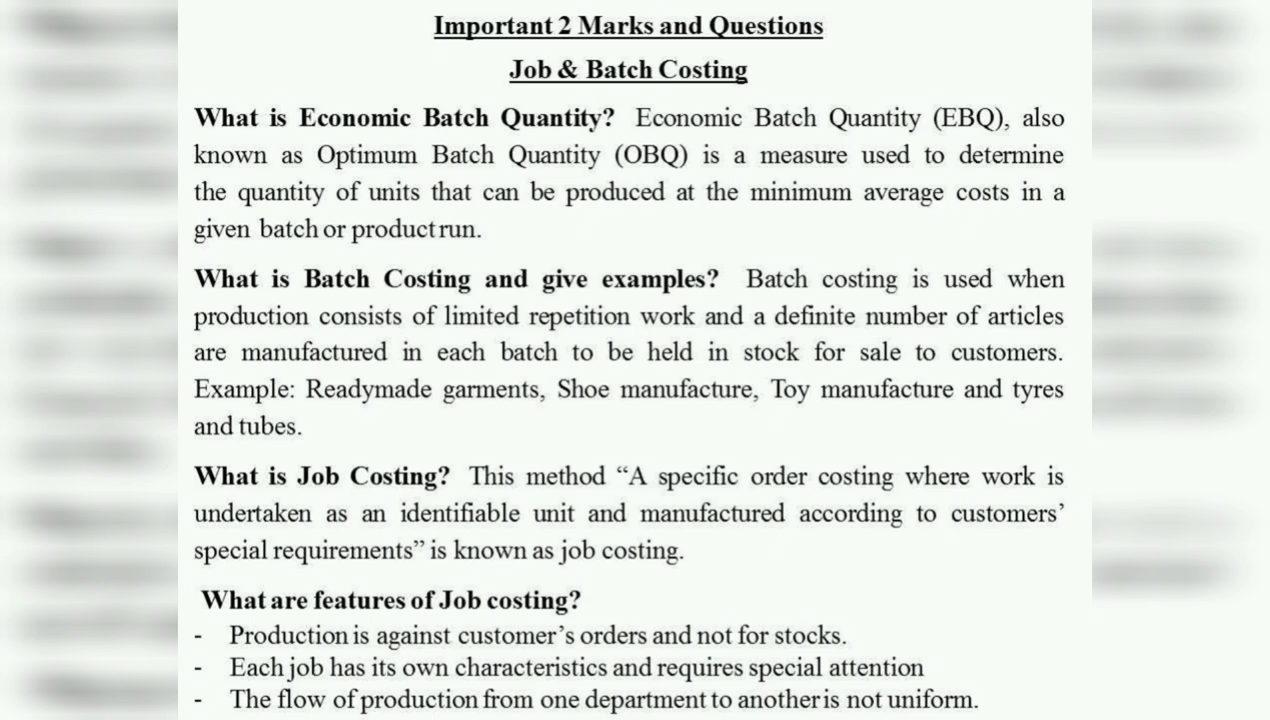 Important 2 Marks and Questions
Job & Batch Costing
What is Economic Batch Quantity? Economic Batch Quantity (EBQ), also
known as Optimum Batch Quantity (OBQ) is a measure used to determine
the quantity of units that can be produced at the minimum average costs in a
given batch or product run.
What is Batch Costing and give examples? Batch costing is used when
production consists of limited repetition work and a definite number of articles
are manufactured in each batch to be held in stock for sale to customers.
Example: Readymade garments, Shoe manufacture, Toy manufacture and tyres
and tubes.
What is Job Costing? This method “A specific order costing where work is
undertaken as an identifiable unit and manufactured according to customers’
special requirements” is known as job costing.
What are features of Job costing?
- Production is against customer’s orders and not for stocks.
- Each job has its own characteristics and requires special attention
- The flow of production from one department to another is not uniform.